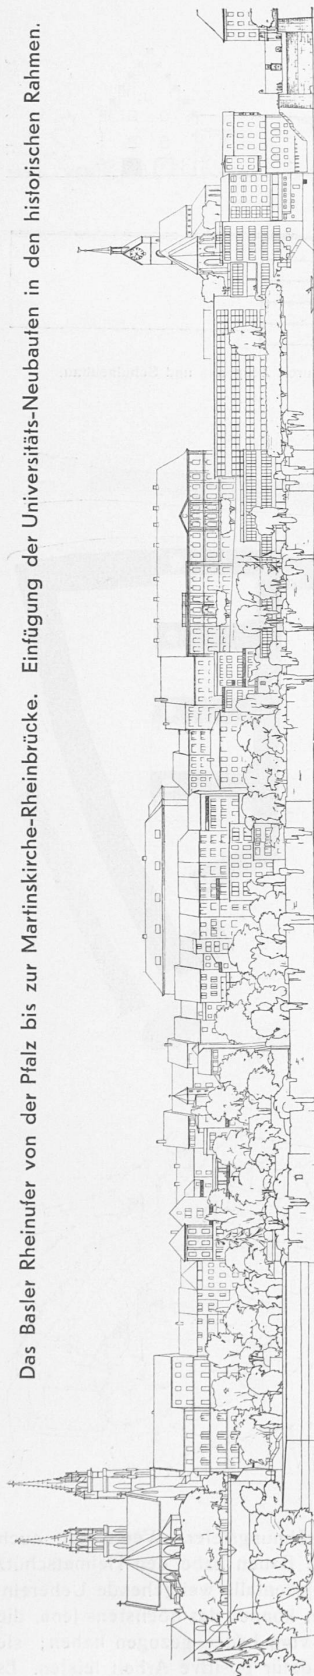 Das Basler Rheinufer von der Pfalz bis zur Martinskirche-Rheinbrücke. Einfügung der Universitäts-Neubauten in den historischen Rahmen.